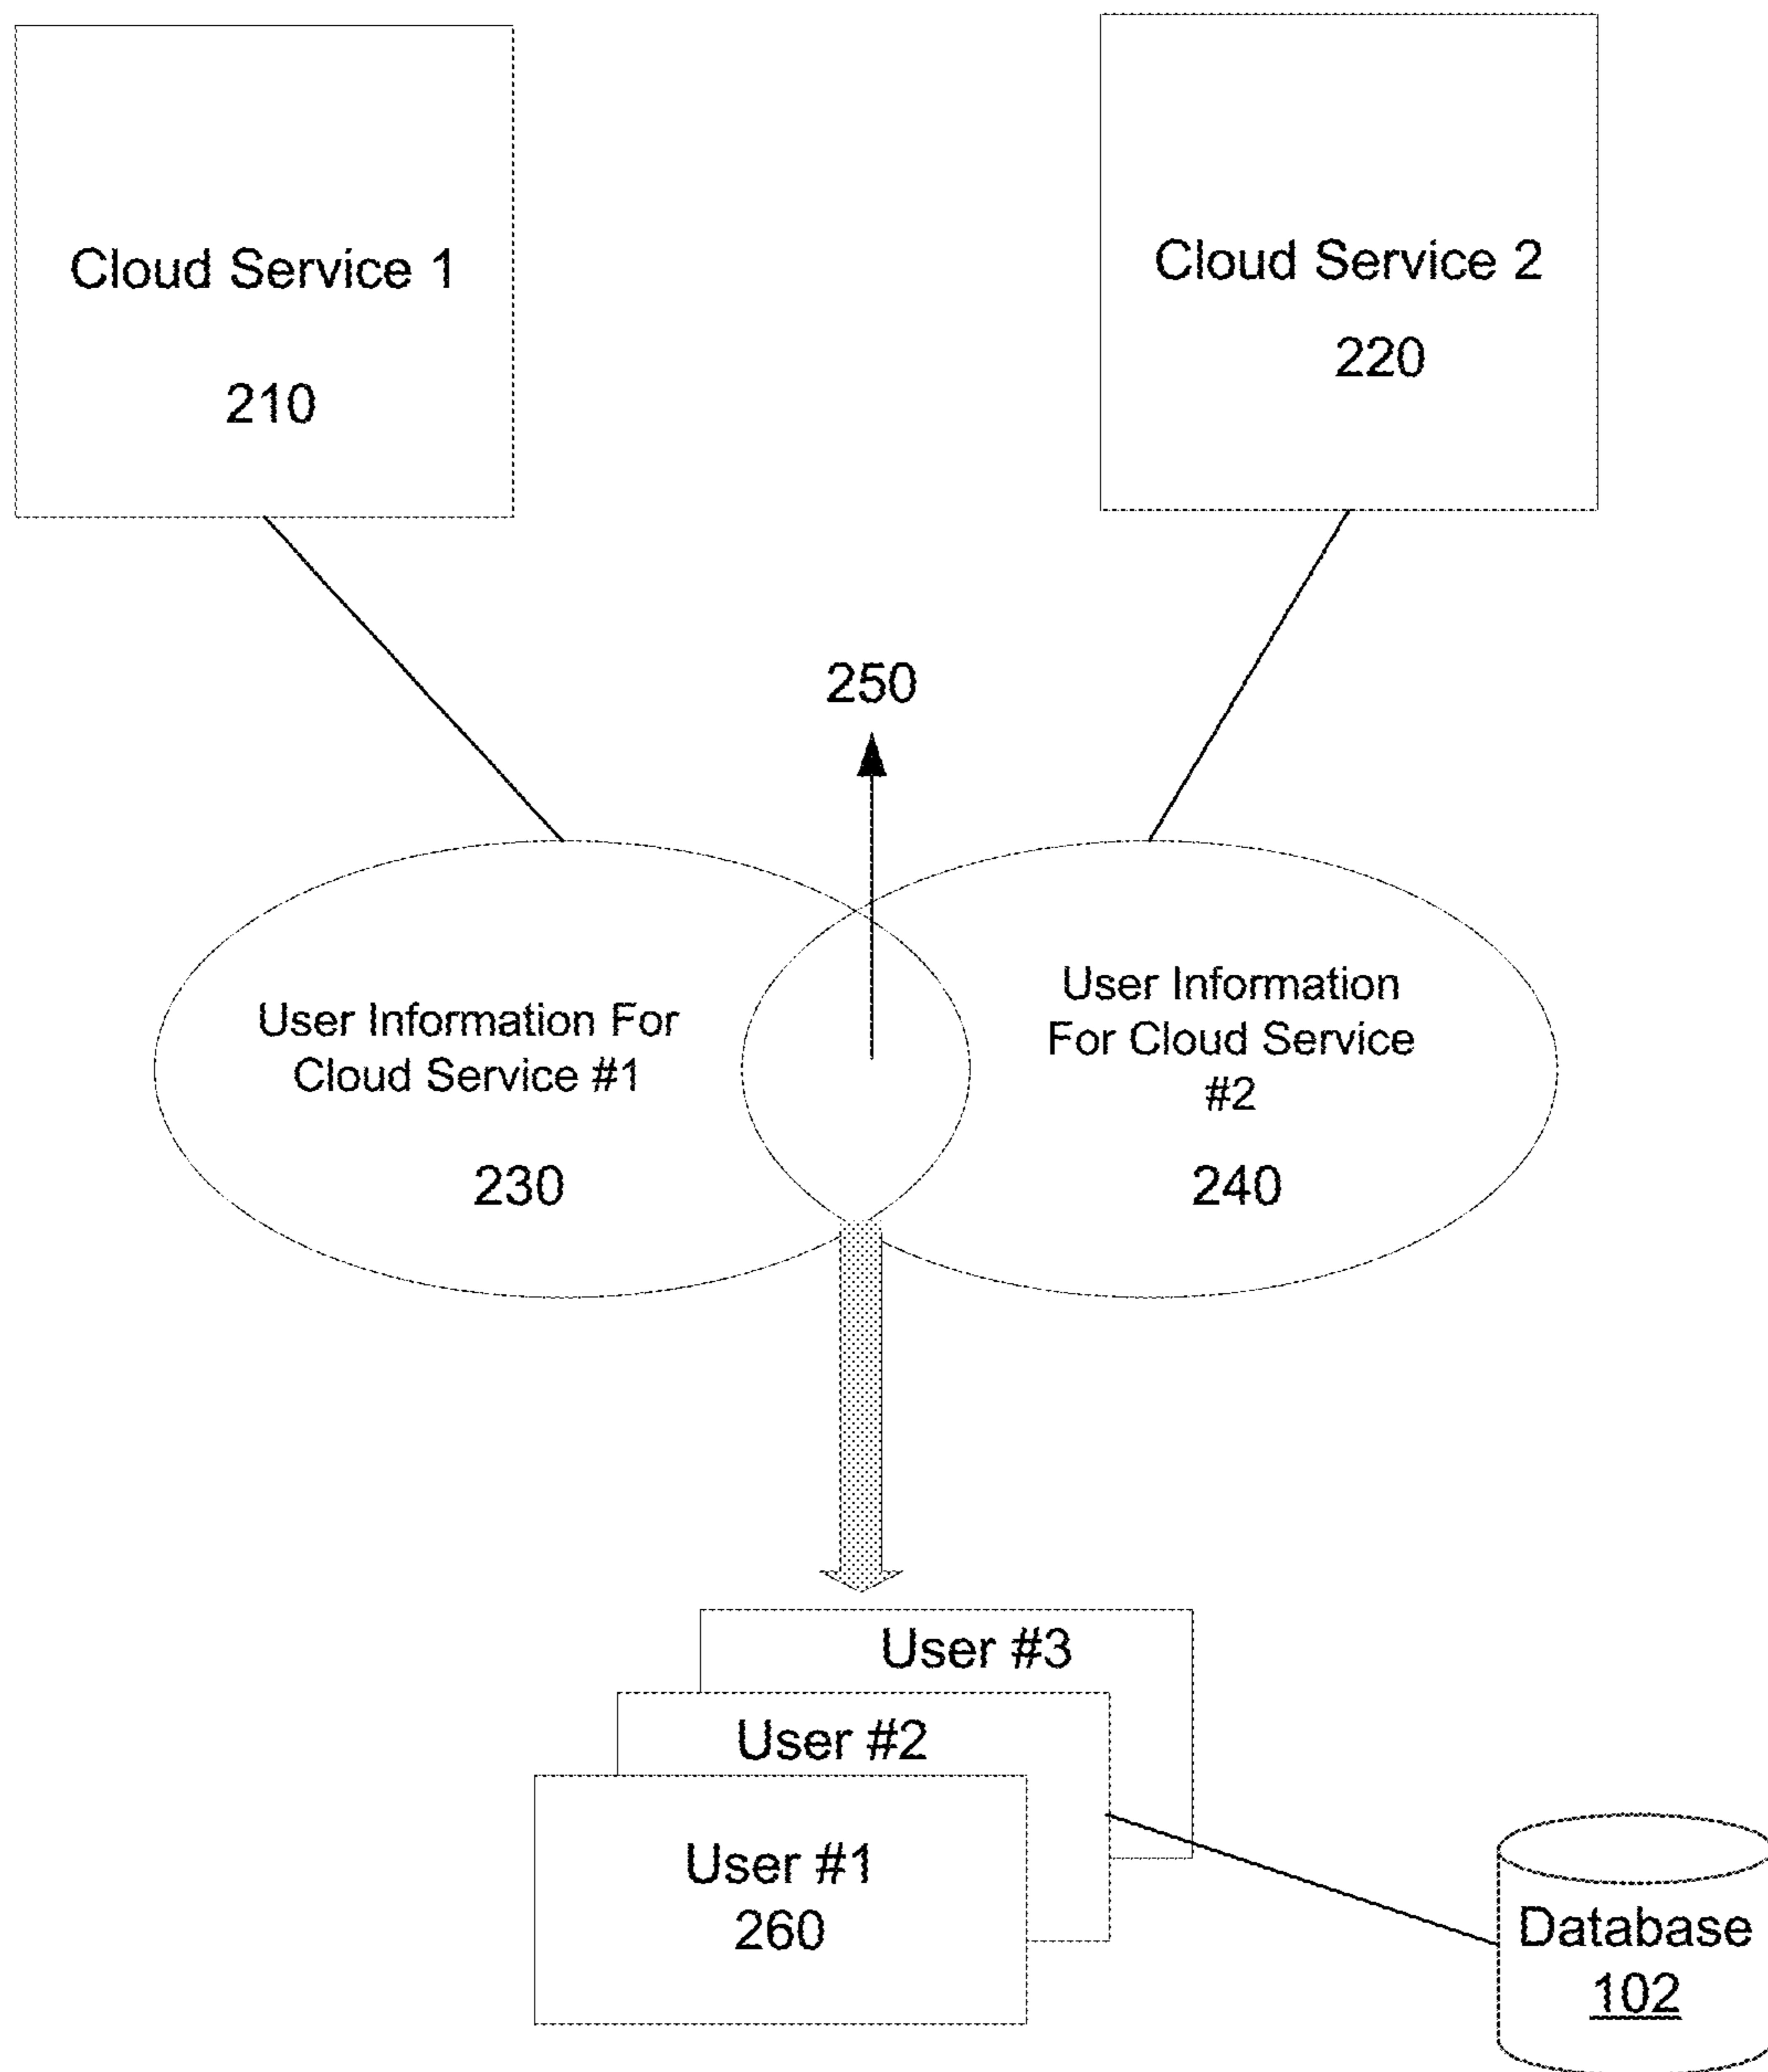 Cloud Service 1
210
Cloud Service 2
220
250
User Information For
Cloud Service #1
230
User Information
For Cloud Service
#2
240
User #3
User #2
User #1
260
Database
102